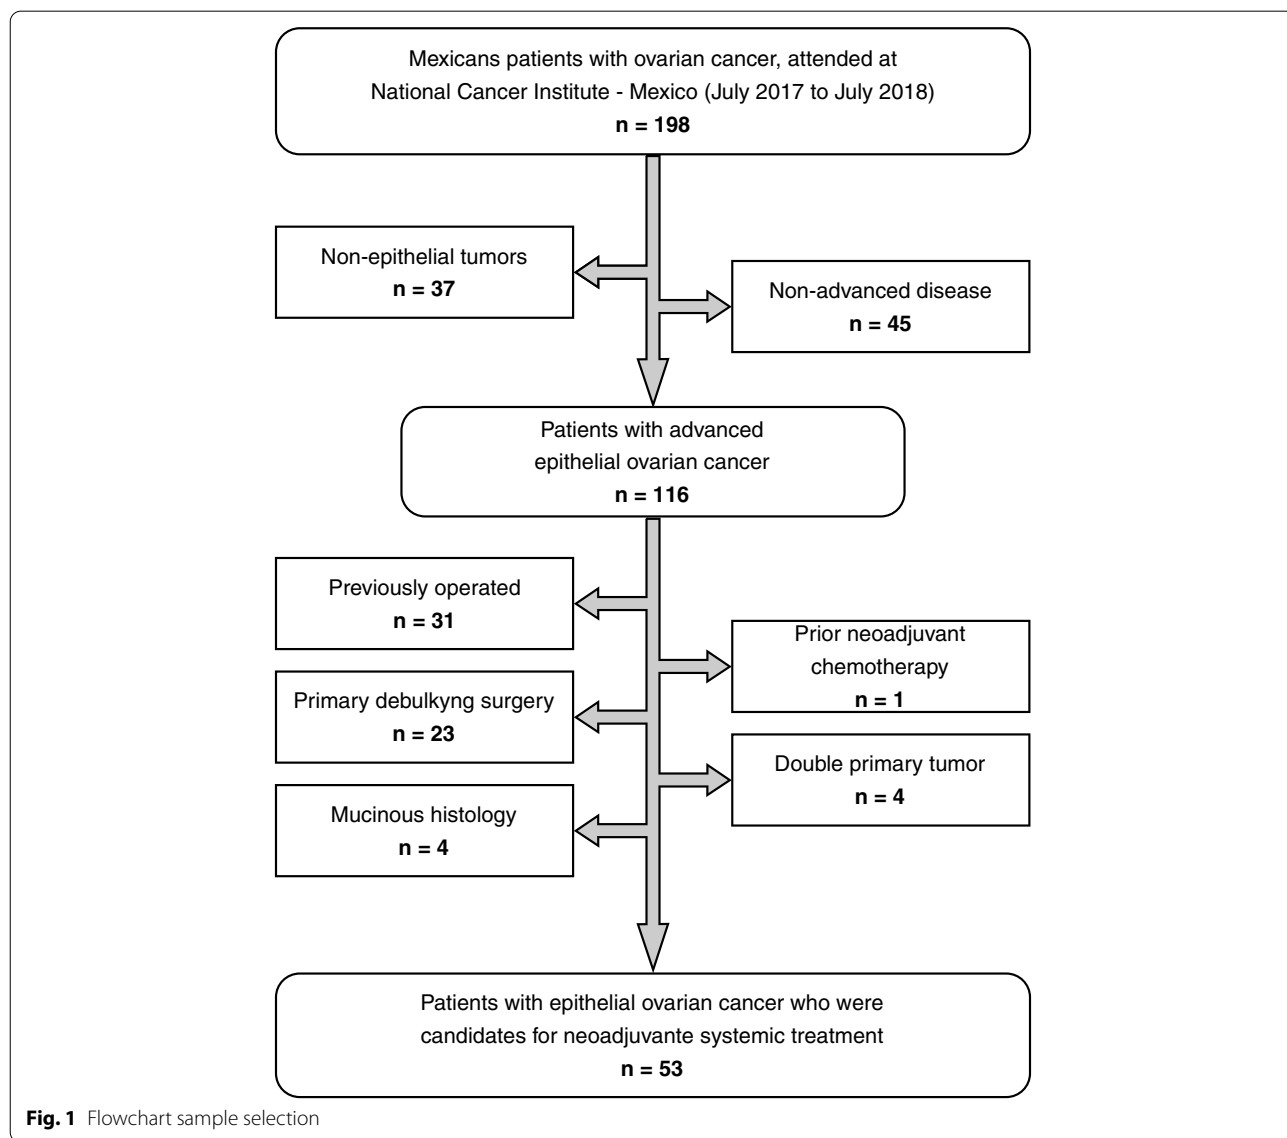 Mexicans patients with ovarian cancer, attended at
National Cancer Institute - Mexico (July 2017 to July 2018)
n = 198
Non-epithelial tumors
n = 37
Non-advanced disease
n = 45
Patients with advanced
epithelial ovarian cancer
n = 116
Previously operated
n = 31
Prior neoadjuvant
chemotherapy
n = 1
Primary debulkyng surgery
n = 23
Double primary tumor
n = 4
Mucinous histology
n = 4
Patients with epithelial ovarian cancer who were
candidates for neoadjuvante systemic treatment
n = 53
Fig. 1 Flowchart sample selection